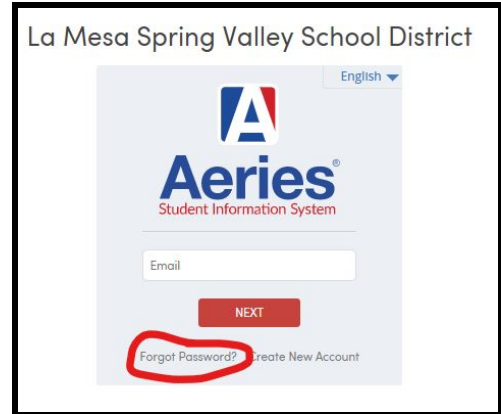 La Mesa Spring Valley School District
English
A
Aeries®
Student Information System
Email
NEXT
Forgot Password? Create New Account